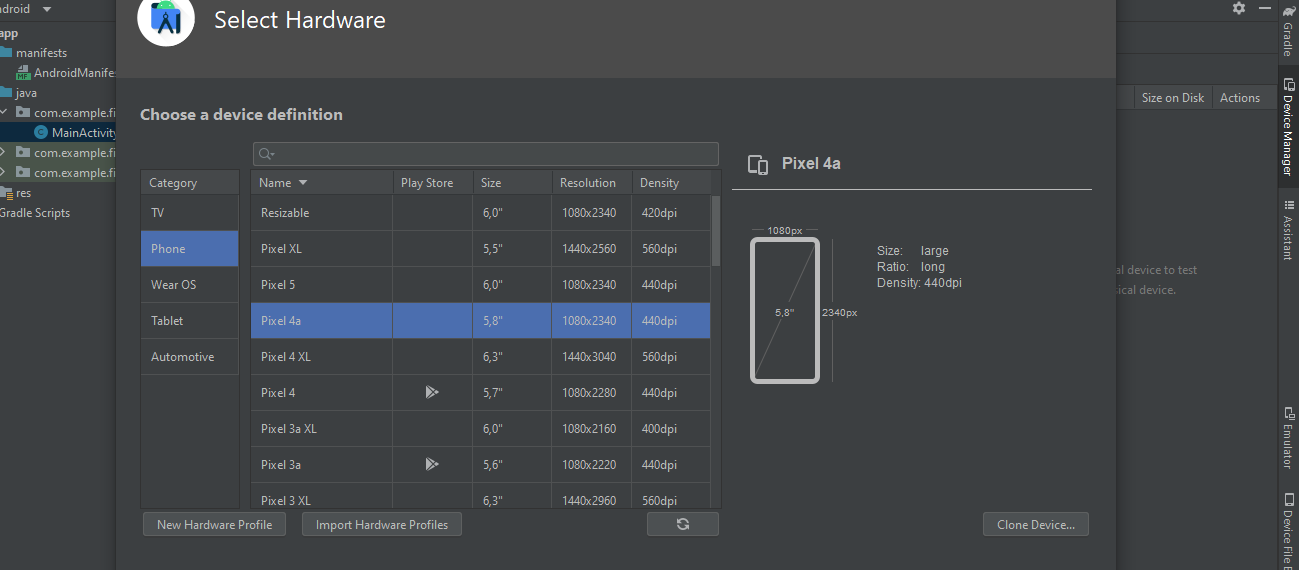 ndroid
Select Hardware
app
manifests
AndroidManife
java
com.example.fi
MainActivity
com.example.fi
com.example.fi
res
Gradle Scripts
Choose a device definition
Category
TV
Phone
Wear OS
Tablet
Automotive
Name Play Store Size Resolution Density
Resizable 6,0" 1080x2340 420dpi
Pixel XL 5,5" 1440x2560 560dpi
Pixel 5 6,0" 1080x2340 440dpi
Pixel 4a 5,8" 1080x2340 440dpi
Pixel 4 XL 6,3" 1440x3040 560dpi
Pixel 4 5,7" 1080x2280 440dpi
Pixel 3a XL 6,0" 1080x2160 400dpi
Pixel 3a 5,6" 1080x2220 440dpi
Pixel 3 XL 6,3" 1440x2960 560dpi
New Hardware Profile
Import Hardware Profiles
Pixel 4a
1080px
5,8"
2340px
Size: large
Ratio: long
Density: 440dpi
Clone Device...
Size on Disk Actions
al device to test
ical device.
Gradle
Device Manager
Assistant
Emulator
Device File E